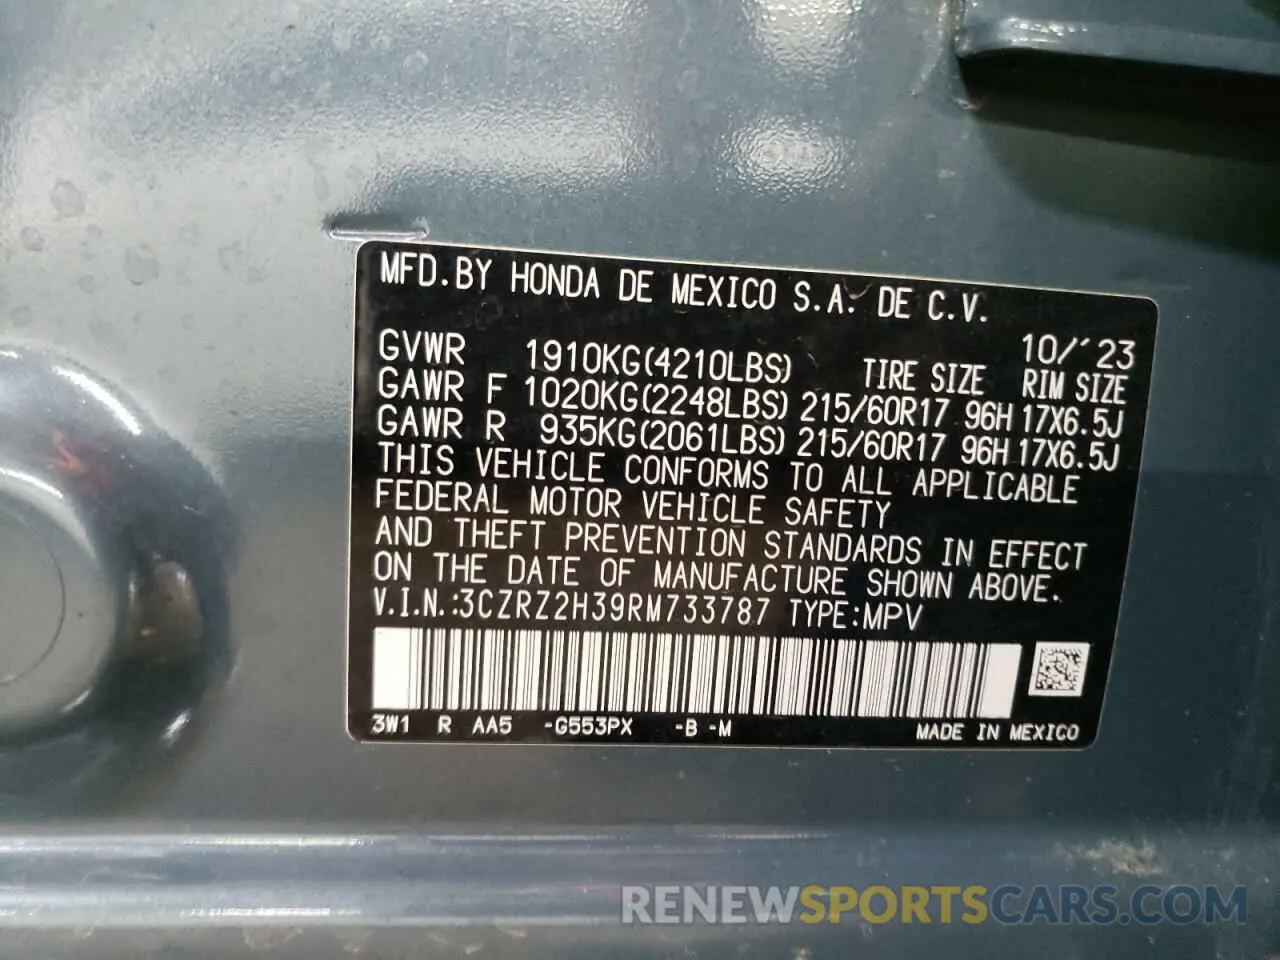 MFD.BY HONDA DE MEXICO S.A. DE C.V.
10/'23
GVWR 1910KG(4210LBS) TIRE SIZE RIM SIZE
GAWR F 1020KG(2248LBS) 215/60R17 96H 17X6.5J
GAWR R 935KG(2061LBS) 215/60R17 96H 17X6.5J
THIS VEHICLE CONFORMS TO ALL APPLICABLE
FEDERAL MOTOR VEHICLE SAFETY
AND THEFT PREVENTION STANDARDS IN EFFECT
ON THE DATE OF MANUFACTURE SHOWN ABOVE.
V.I.N.:3CZRZ2H39RM733787 TYPE:MPV
3W1 R AA5 -G553PX -B -M MADE IN MEXICO
RENEWSPORTSCARS.COM